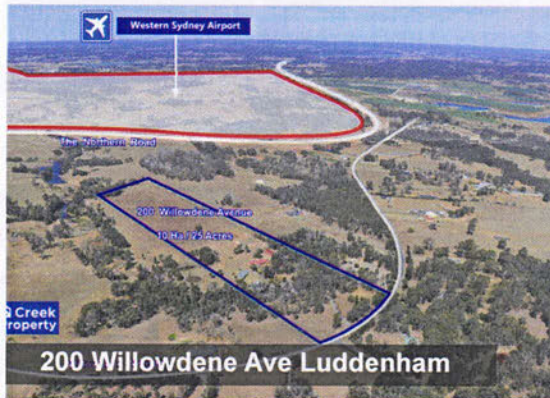 Western Sydney Airport
The Northern Road
200 Willowdene Avenue
10 Ha / 25 Acres
Creek
Property
200 Willowdene Ave Luddenham